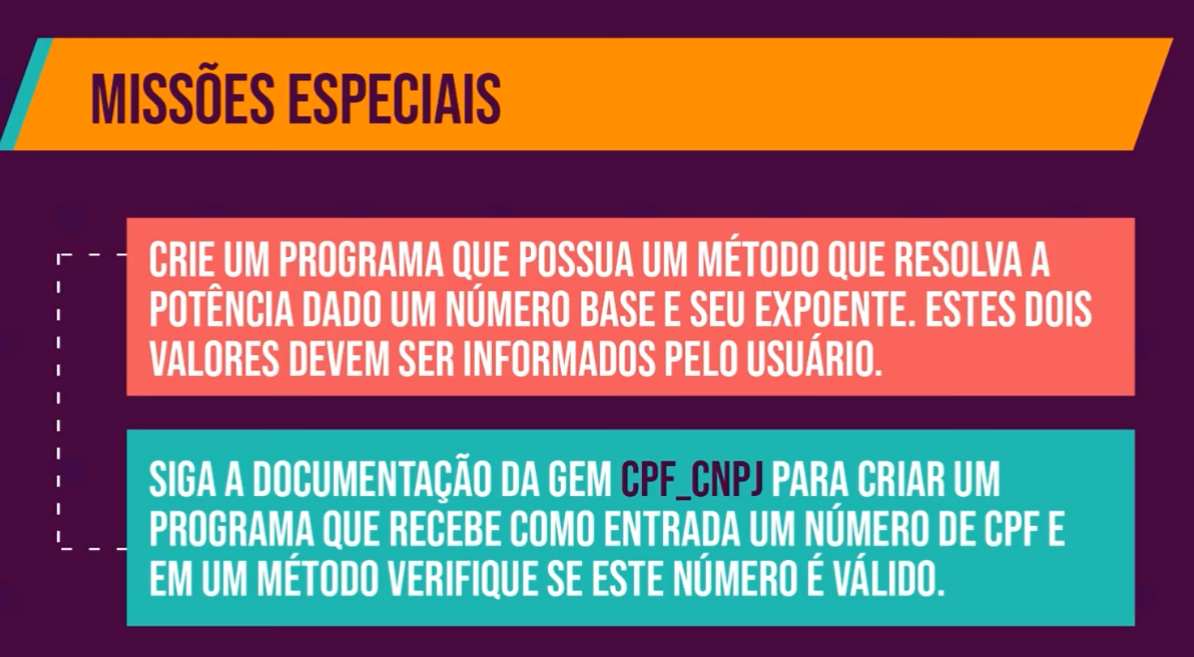 MISSÕES ESPECIAIS
CRIE UM PROGRAMA QUE POSSUA UM MÉTODO QUE RESOLVA A
POTÊNCIA DADO UM NÚMERO BASE E SEU EXPOENTE. ESTES DOIS
VALORES DEVEM SER INFORMADOS PELO USUÁRIO.
SIGA A DOCUMENTAÇÃO DA GEM CPF_CNPJ PARA CRIAR UM
PROGRAMA QUE RECEBE COMO ENTRADA UM NÚMERO DE CPF E
EM UM MÉTODO VERIFIQUE SE ESTE NÚMERO É VÁLIDO.